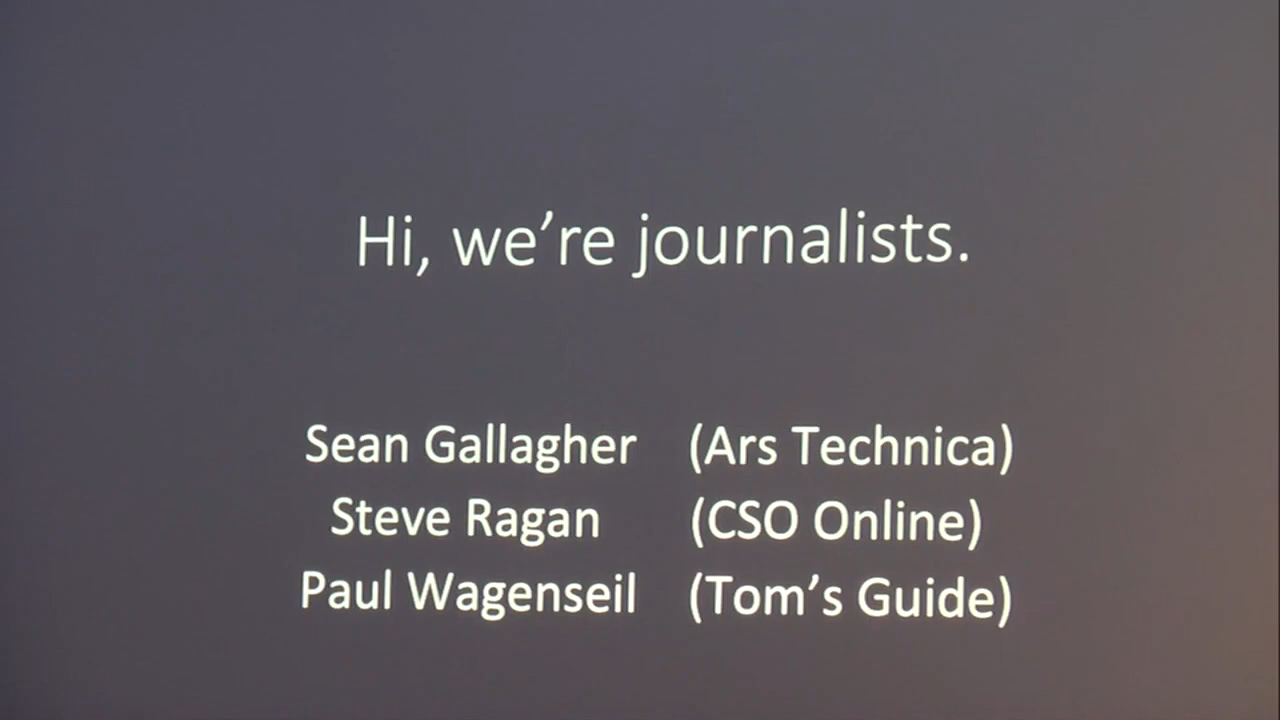 Hi, we’re journalists.
Sean Gallagher (Ars Technica)
Steve Ragan (CSO Online)
Paul Wagenseil (Tom’s Guide)